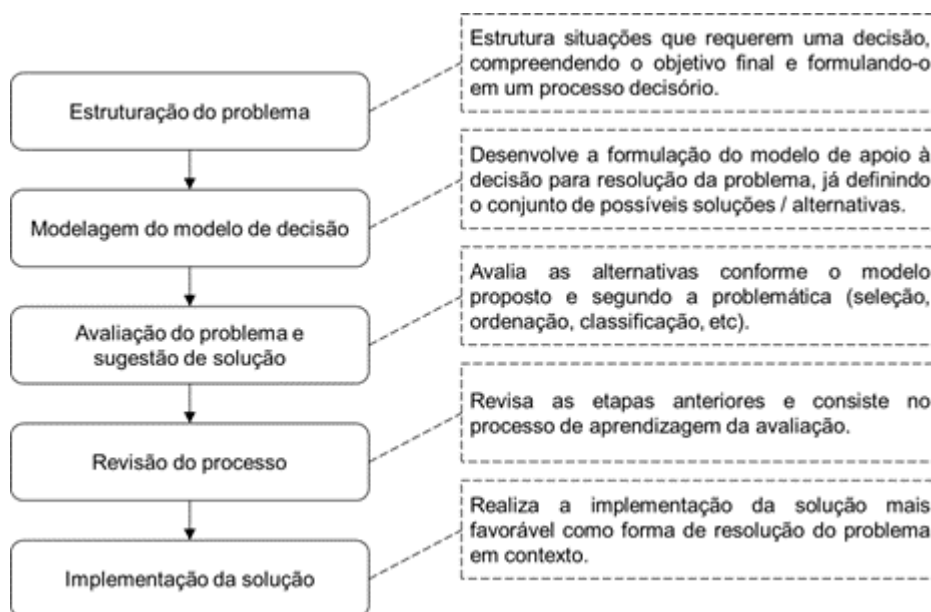 Estruturação do problema
Estrutura situações que requerem uma decisão,
compreendendo o objetivo final e formulando-o
em um processo decisório.
Modelagem do modelo de decisão
Desenvolve a formulação do modelo de apoio à
decisão para resolução da problema, já definindo
o conjunto de possíveis soluções / alternativas.
Avaliação do problema e
sugestão de solução
Avalia as alternativas conforme o modelo
proposto e segundo a problemática (seleção,
ordenação, classificação, etc).
Revisão do processo
Revisa as etapas anteriores e consiste no
processo de aprendizagem da avaliação.
Implementação da solução
Realiza a implementação da solução mais
favorável como forma de resolução do problema
em contexto.